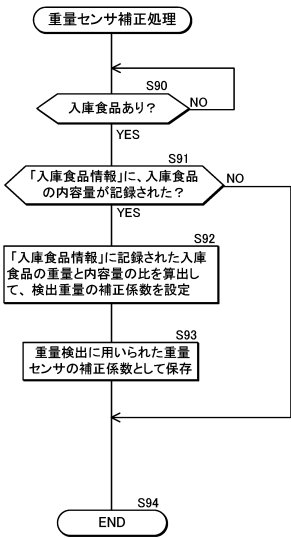 重量センサ補正処理
S90
入庫食品あり？
NO
YES
S91
「入庫食品情報」に、入庫食品
の内容量が記録された？
NO
YES
S92
「入庫食品情報」に記録された入庫
食品の重量と内容量の比を算出し
て、検出重量の補正係数を設定
S93
重量検出に用いられた重量
センサの補正係数として保存
S94
END